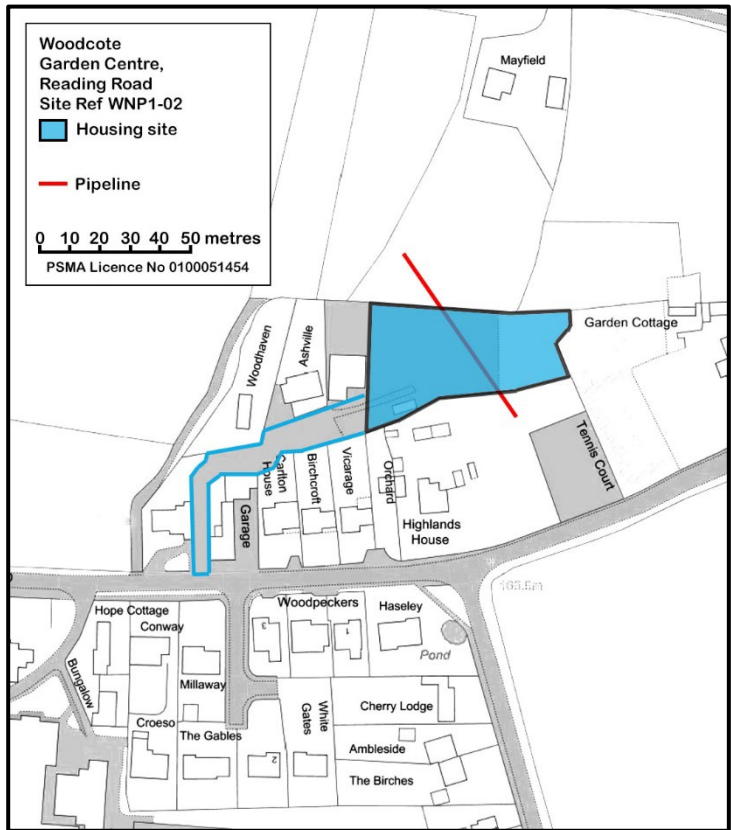 Woodcote
Garden Centre,
Reading Road
Site Ref WNP1-02
Housing site
Pipeline
0 10 20 30 40 50 metres
PSMA Licence No 0100051454
Mayfield
Garden Cottage
Woodhaven
Ashville
Carlton
House
Birchcroft
Vicarage
Orchard
Garage
Highlands
House
Tennis Court
163.5m
Hope Cottage
Conway
Bungalow
Millaway
Croeso
The Gables
Woodpeckers
3
1
2
Haseley
Pond
White
Gates
Cherry Lodge
Ambleside
The Birches